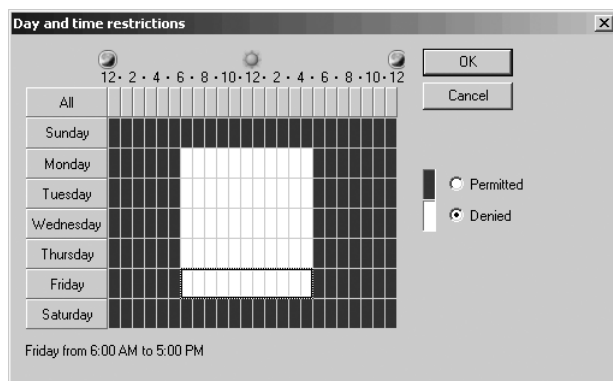 Day and time restrictions
12 · 2 · 4 · 6 · 8 · 10 · 12 · 2 · 4 · 6 · 8 · 10 · 12
OK
Cancel
All
Sunday
Monday
Tuesday
Wednesday
Thursday
Friday
Saturday
Permitted
Denied
Friday from 6:00 AM to 5:00 PM